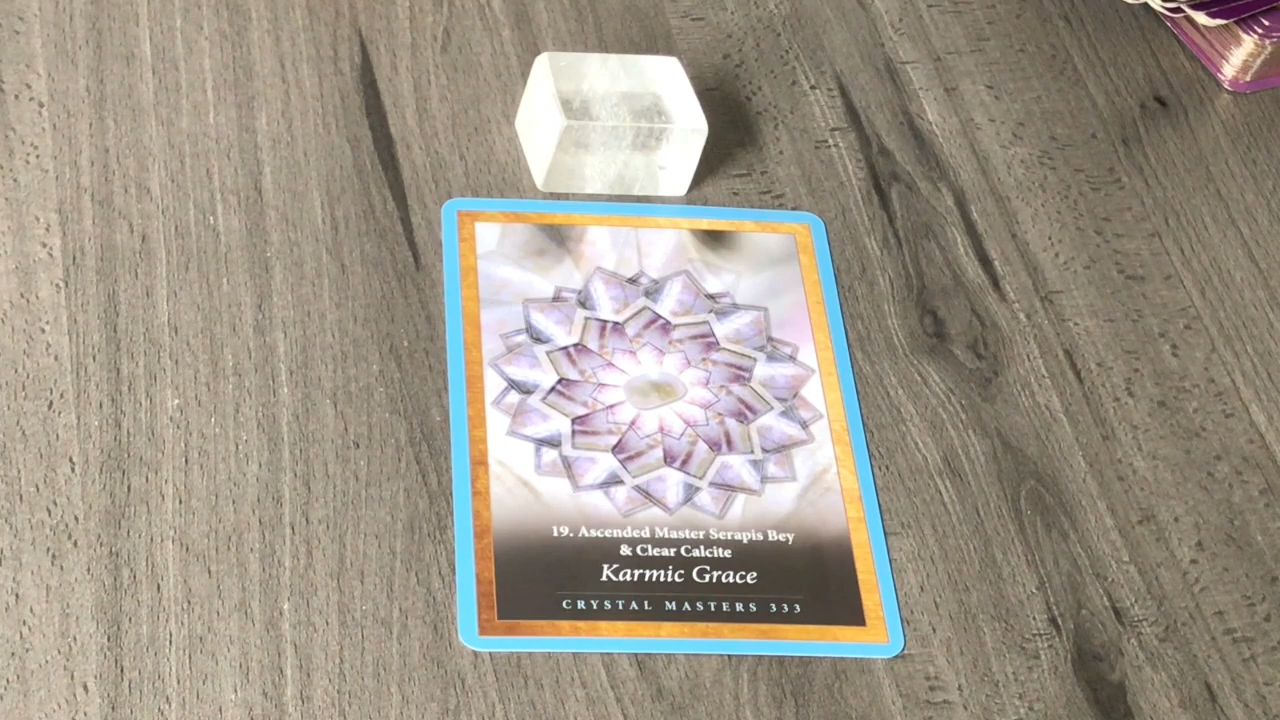 19. Ascended Master Serapis Bey
& Clear Calcite
Karmic Grace
CRYSTAL MASTERS 333